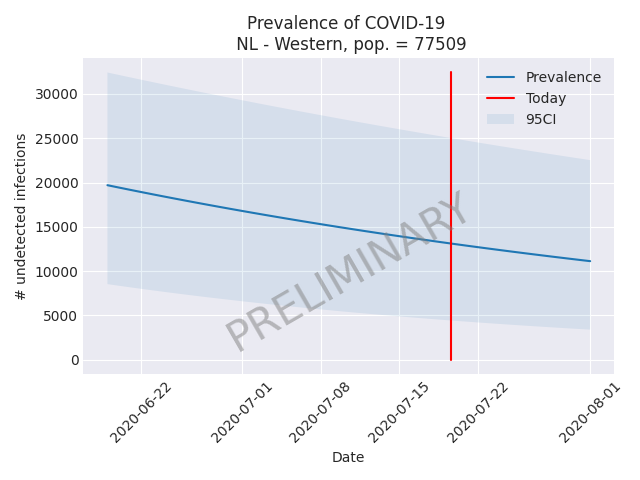 Prevalence of COVID-19
NL - Western, pop. = 77509
Prevalence
Today
95CI
30000
25000
20000
15000
10000
5000
0
# undetected infections
PRELIMINARY
2020-06-22
2020-07-01
2020-07-08
2020-07-15
2020-07-22
2020-08-01
Date